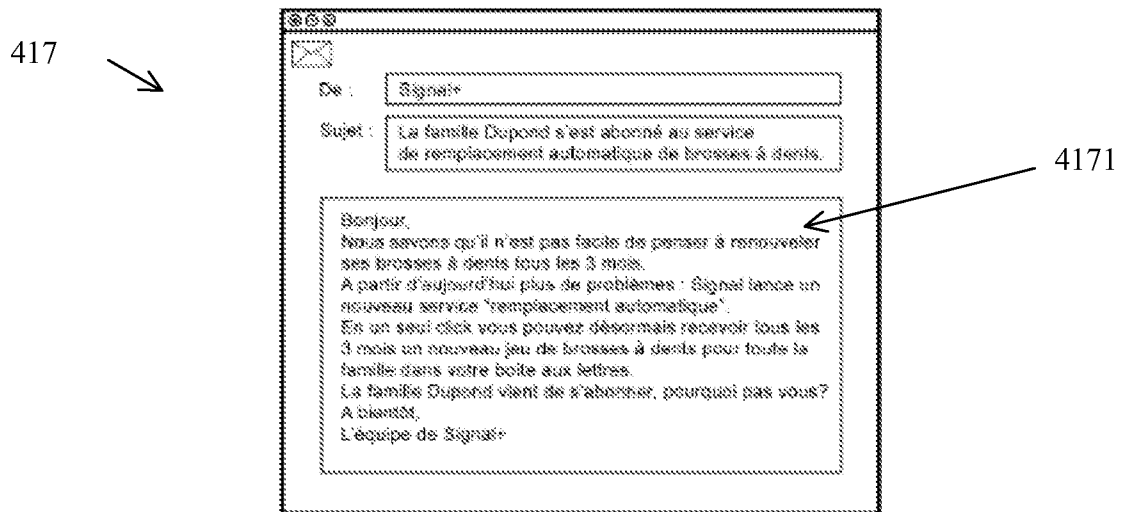 417
De : Signal+
Sujet : La famille Dupond s'est abonné au service
de remplacement automatique de brosses à dents.
4171
Bonjour,
Nous savons qu'il n'est pas facile de penser à renouveler
ses brosses à dents tous les 3 mois.
A partir d'aujourd'hui plus de problèmes : Signal lance un
nouveau service "remplacement automatique".
En un seul click vous pouvez désormais recevoir tous les
3 mois un nouveau jeu de brosses à dents pour toute la
famille dans votre boite aux lettres.
La famille Dupond vient de s'abonner, pourquoi pas vous?
A bientôt,
L'équipe de Signal+